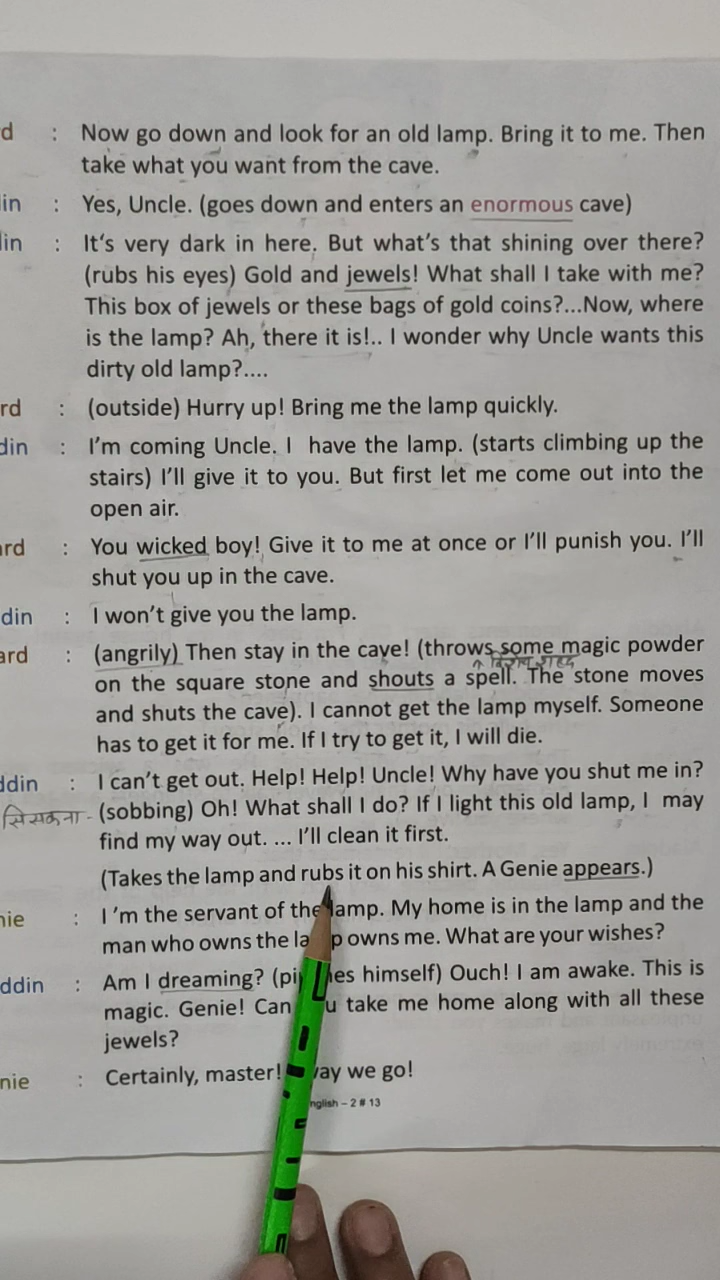 d : Now go down and look for an old lamp. Bring it to me. Then
take what you want from the cave.
in : Yes, Uncle. (goes down and enters an enormous cave)
lin : It's very dark in here. But what's that shining over there?
(rubs his eyes) Gold and jewels! What shall I take with me?
This box of jewels or these bags of gold coins?...Now, where
is the lamp? Ah, there it is!.. I wonder why Uncle wants this
dirty old lamp?....
rd : (outside) Hurry up! Bring me the lamp quickly.
din : I'm coming Uncle. I have the lamp. (starts climbing up the
stairs) I'll give it to you. But first let me come out into the
open air.
ard : You wicked boy! Give it to me at once or I'll punish you. I'll
shut you up in the cave.
din : I won't give you the lamp.
ard : (angrily) Then stay in the cave! (throws some magic powder
on the square stone and shouts a spell. The stone moves
and shuts the cave). I cannot get the lamp myself. Someone
has to get it for me. If I try to get it, I will die.
ddin : I can't get out. Help! Help! Uncle! Why have you shut me in?
सिसकना - (sobbing) Oh! What shall I do? If I light this old lamp, I may
find my way out. ... I'll clean it first.
(Takes the lamp and rubs it on his shirt. A Genie appears.)
nie : I 'm the servant of the lamp. My home is in the lamp and the
man who owns the la p owns me. What are your wishes?
ddin : Am I dreaming? (pi hes himself) Ouch! I am awake. This is
magic. Genie! Can u take me home along with all these
jewels?
nie : Certainly, master! way we go!
nglish – 2 # 13